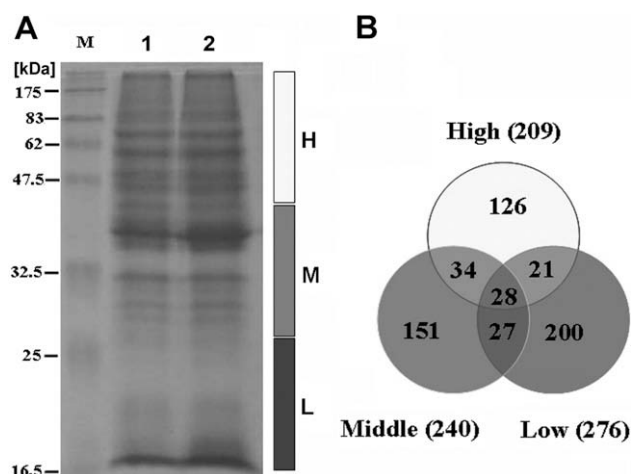 A
B
M 1 2
[kDa]
175
83
62
47.5
32.5
25
16.5
H
M
L
High (209)
126
34
21
28
151
27
200
Middle (240)
Low (276)